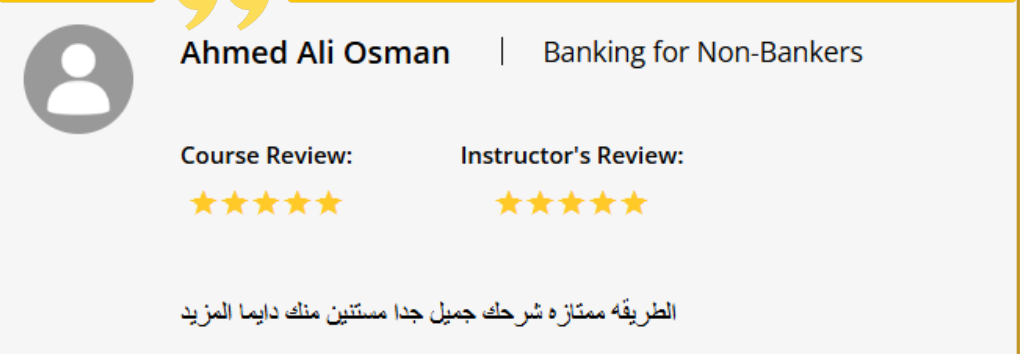 Ahmed Ali Osman | Banking for Non-Bankers
Course Review: Instructor's Review:
الطريقه ممتازه شرحك جميل جدا مستنين منك دايما المزيد